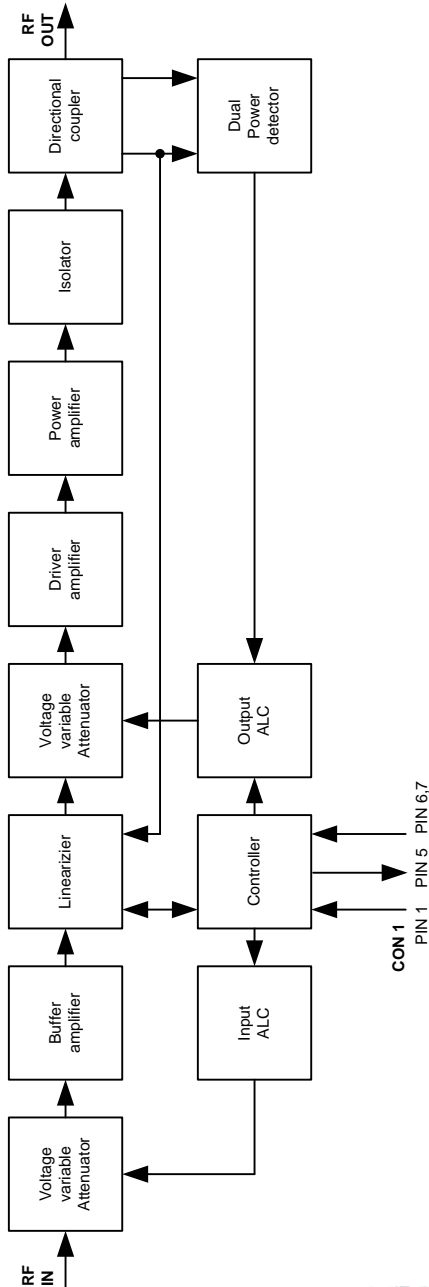 RF
IN
Voltage
variable
Attenuator
Buffer
amplifier
Linearizier
Voltage
variable
Attenuator
Driver
amplifier
Power
amplifier
Isolator
Directional
coupler
RF
OUT
Input
ALC
Controller
Output
ALC
Dual
Power
detector
CON 1
PIN 1
PIN 5
PIN 6,7